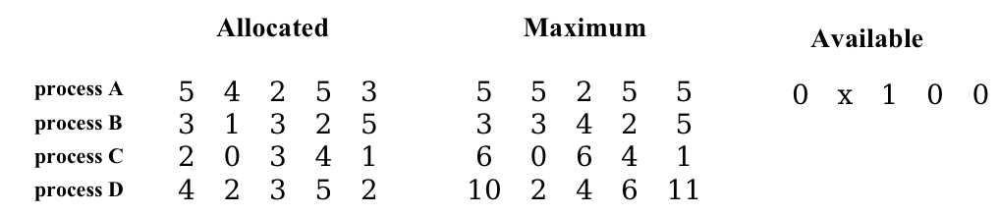 Allocated Maximum Available
process A 5 4 2 5 3 5 5 2 5 5 0 x 1 0 0
process B 3 1 3 2 5 3 3 4 2 5
process C 2 0 3 4 1 6 0 6 4 1
process D 4 2 3 5 2 10 2 4 6 11